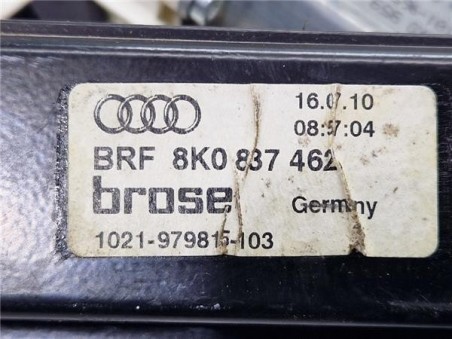 16.07.10
08:57:04
BRF 8K0 837 462
brose Germany
1021-979815-103